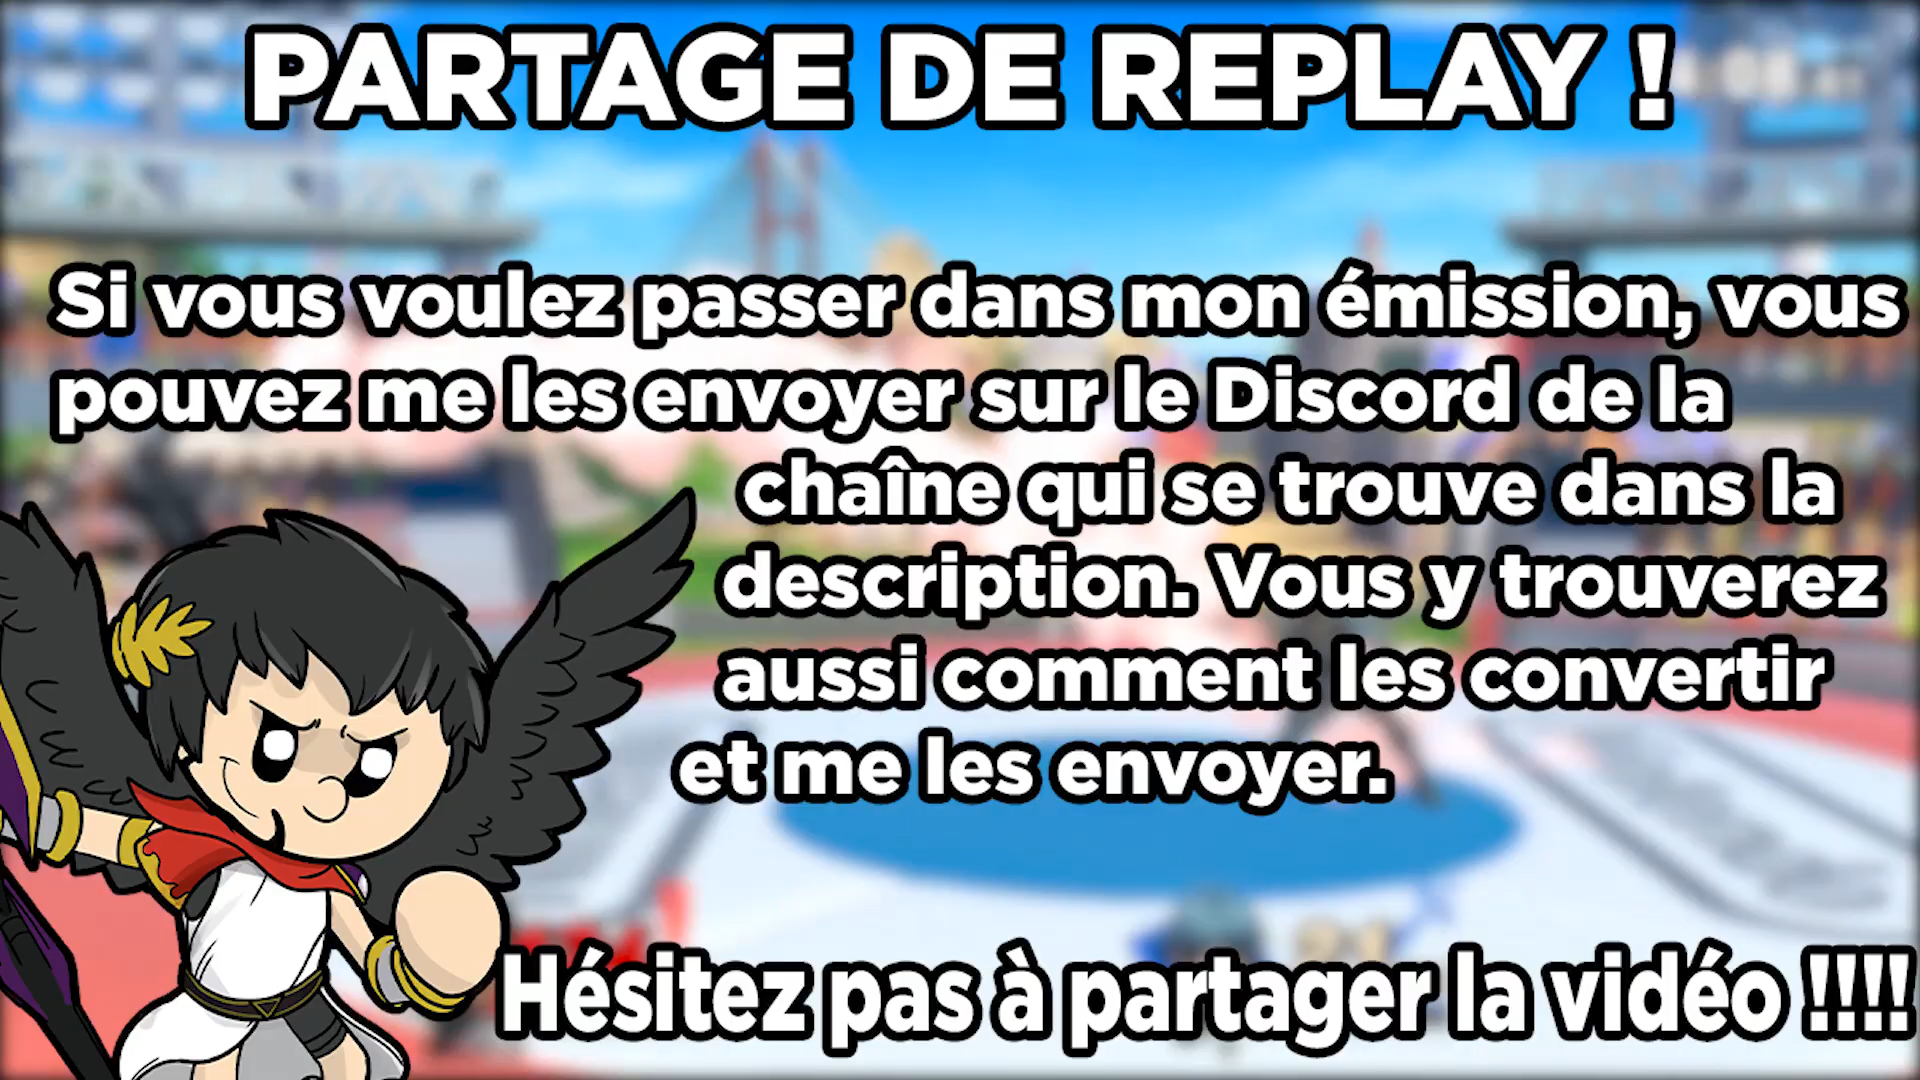 PARTAGE DE REPLAY !
Si vous voulez passer dans mon émission, vous
pouvez me les envoyer sur le Discord de la
chaîne qui se trouve dans la
description. Vous y trouverez
aussi comment les convertir
et me les envoyer.
Hésitez pas à partager la vidéo !!!!